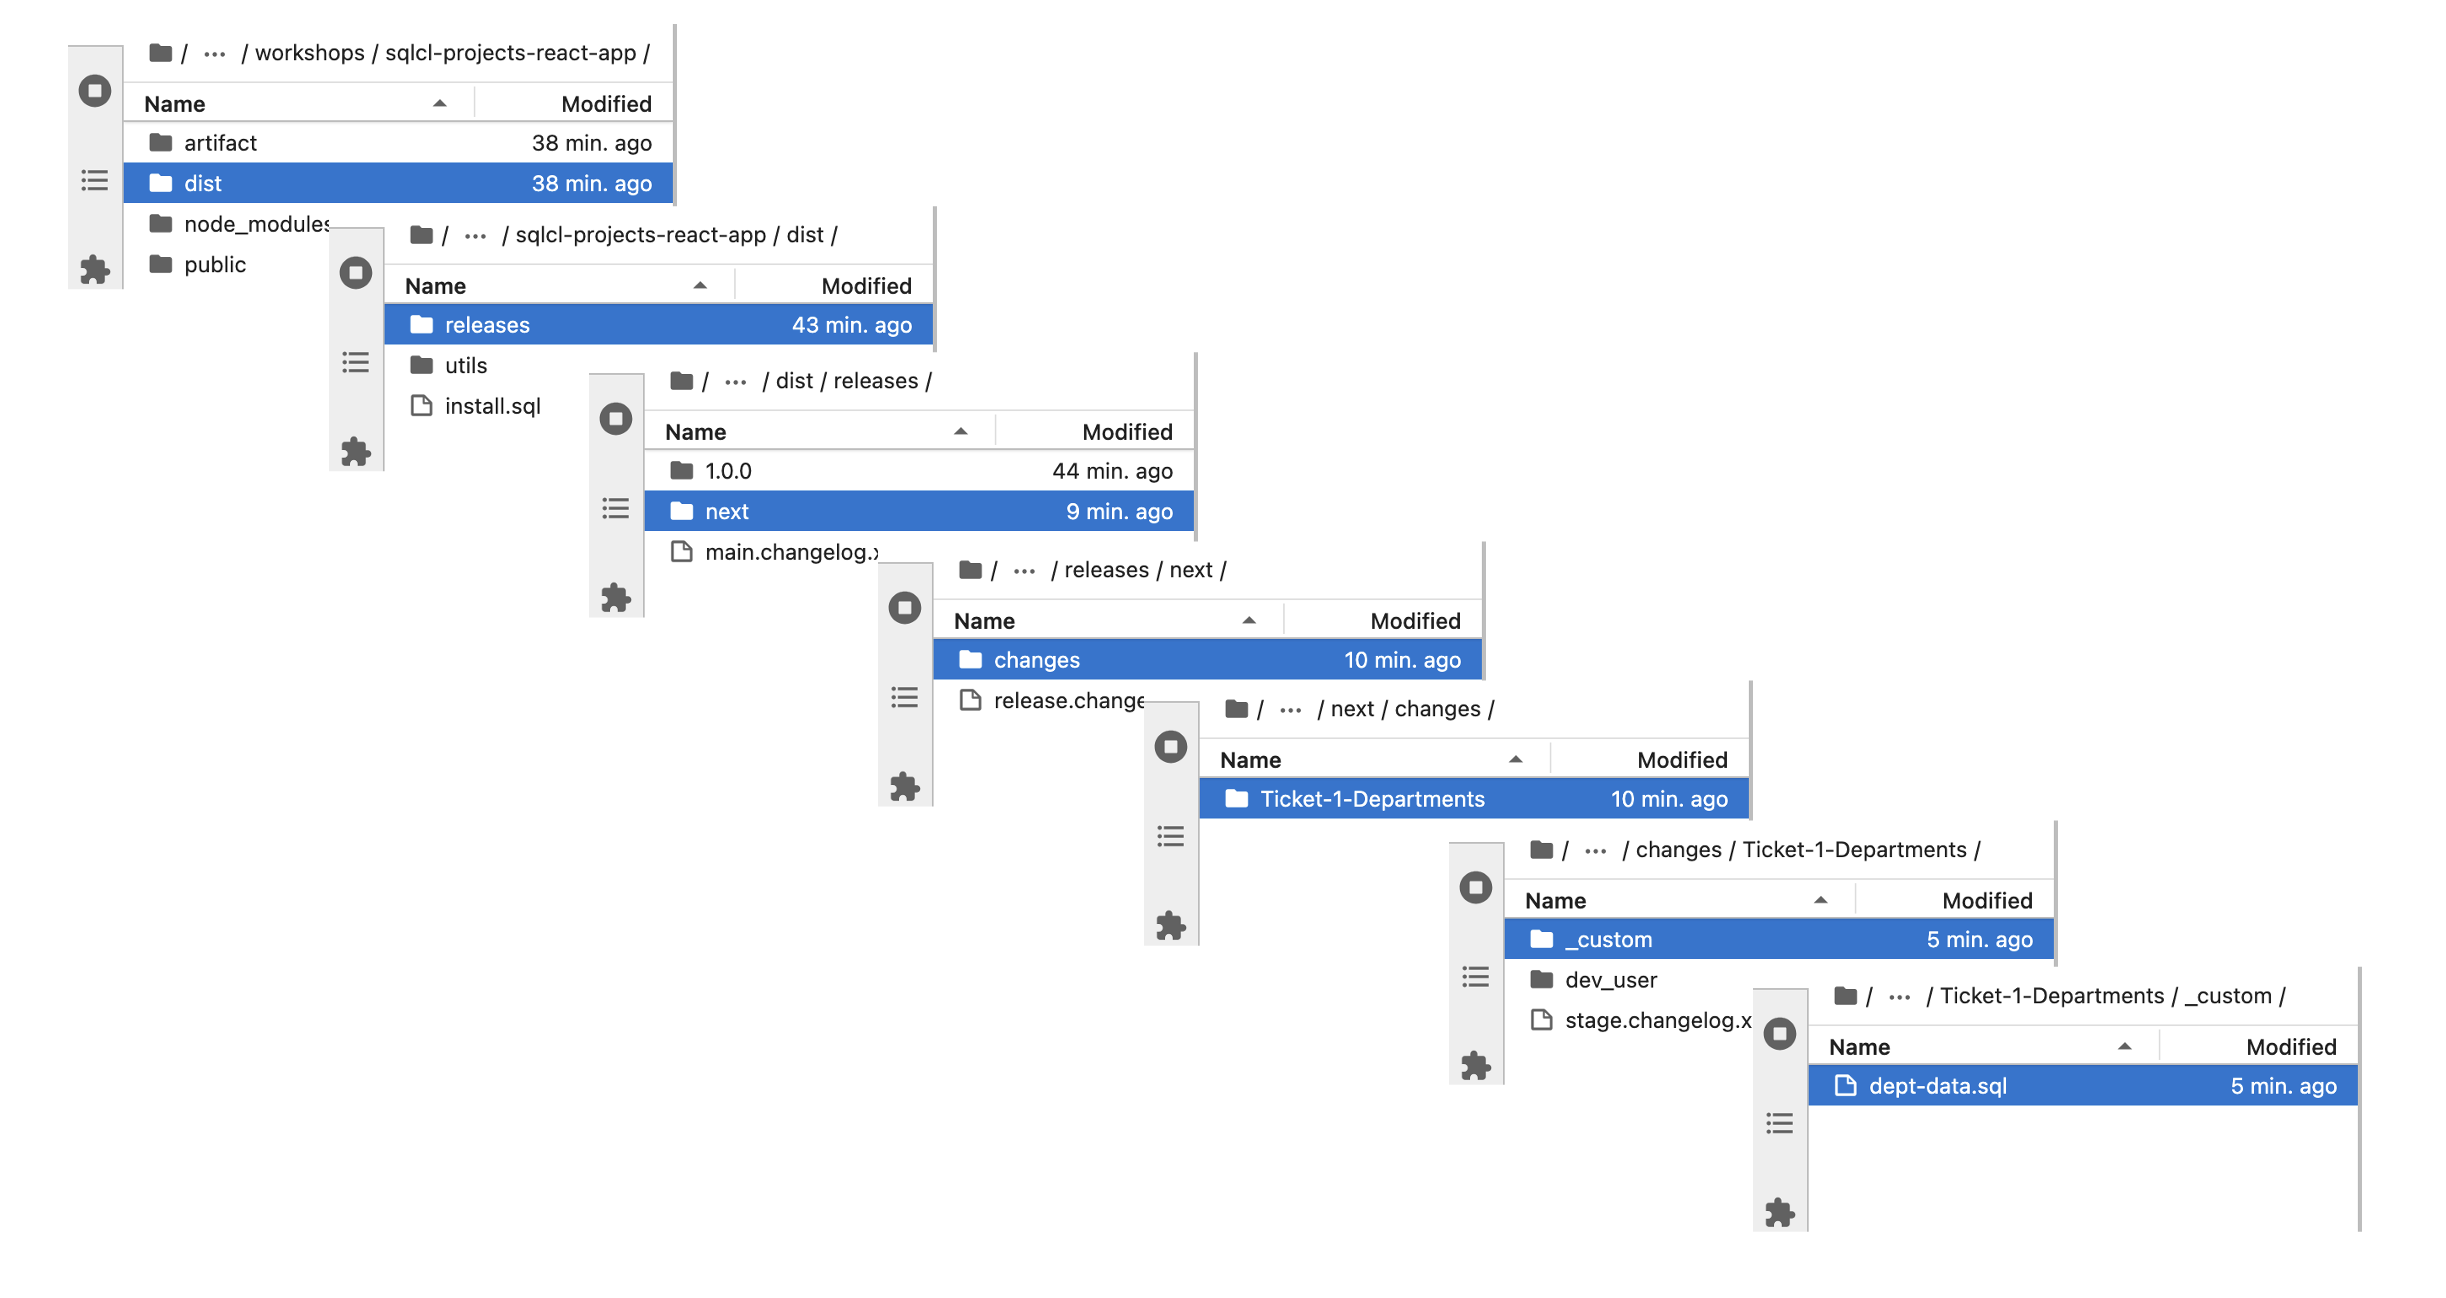 / ... / workshops / sqlcl-projects-react-app /
Name Modified
artifact 38 min. ago
dist 38 min. ago
node_modules
public
/ ... / sqlcl-projects-react-app / dist /
Name Modified
releases 43 min. ago
utils
install.sql
/ ... / dist / releases /
Name Modified
1.0.0 44 min. ago
next 9 min. ago
main.changelog.x
/ ... / releases / next /
Name Modified
changes 10 min. ago
release.change
/ ... / next / changes /
Name Modified
Ticket-1-Departments 10 min. ago
/ ... / changes / Ticket-1-Departments /
Name Modified
_custom 5 min. ago
dev_user
stage.changelog.x
/ ... / Ticket-1-Departments / _custom /
Name Modified
dept-data.sql 5 min. ago